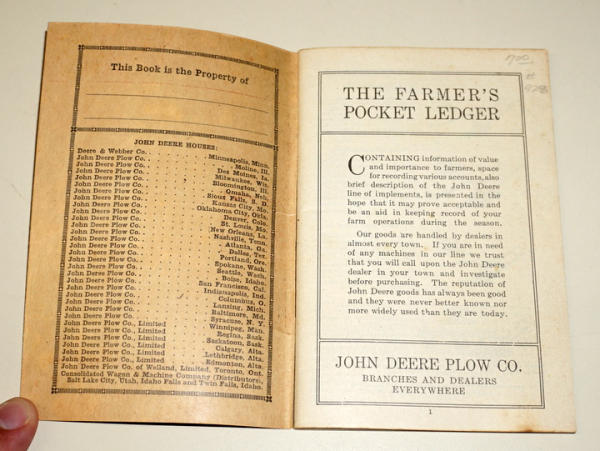 This Book is the Property of
JOHN DEERE HOUSES:
Deere & Webber Co. . . . . Minneapolis, Minn.
John Deere Plow Co. . . . . Moline, Ill.
John Deere Plow Co. . . . . Des Moines, Ia.
John Deere Plow Co. . . . . Milwaukee, Wis.
John Deere Plow Co. . . . . Bloomington, Ill.
John Deere Plow Co. . . . . Omaha, Neb.
John Deere Plow Co. . . . . Sioux Falls, S. D.
John Deere Plow Co. . . . . Kansas City, Mo.
John Deere Plow Co. . . . . Oklahoma City, Okla.
John Deere Plow Co. . . . . Denver, Colo.
John Deere Plow Co. . . . . St. Louis, Mo.
John Deere Plow Co. . . . . New Orleans, La.
John Deere Plow Co. . . . . Nashville, Tenn.
John Deere Plow Co. . . . . Atlanta, Ga.
John Deere Plow Co. . . . . Dallas, Tex.
John Deere Plow Co. . . . . Portland, Ore.
John Deere Plow Co. . . . . Spokane, Wash.
John Deere Plow Co. . . . . Seattle, Wash.
John Deere Plow Co. . . . . Boise, Idaho
John Deere Plow Co. . . . . San Francisco, Cal.
John Deere Plow Co. . . . . Indianapolis, Ind.
John Deere Plow Co. . . . . Columbus, O.
John Deere Plow Co. . . . . Lansing, Mich.
John Deere Plow Co. . . . . Baltimore, Md.
John Deere Plow Co. . . . . Syracuse, N. Y.
John Deere Plow Co., Limited . . . . Winnipeg, Man.
John Deere Plow Co., Limited . . . . Regina, Sask.
John Deere Plow Co., Limited . . . . Saskatoon, Sask.
John Deere Plow Co., Limited . . . . Calgary, Alta.
John Deere Plow Co., Limited . . . . Lethbridge, Alta.
John Deere Plow Co., Limited . . . . Edmonton, Alta.
John Deere Plow Co. of Welland, Limited, Toronto, Ont.
Consolidated Wagon & Machine Company (Distributors),
Salt Lake City, Utah, Idaho Falls and Twin Falls, Idaho.
THE FARMER'S
POCKET LEDGER
CONTAINING information of value
and importance to farmers, space
for recording various accounts, also
brief description of the John Deere
line of implements, is presented in the
hope that it may prove acceptable and
be an aid in keeping record of your
farm operations during the season.
Our goods are handled by dealers in
almost every town. If you are in need
of any machines in our line we trust
that you will call upon the John Deere
dealer in your town and investigate
before purchasing. The reputation of
John Deere goods has always been good
and they were never better known nor
more widely used than they are today.
JOHN DEERE PLOW CO.
BRANCHES AND DEALERS
EVERYWHERE
1